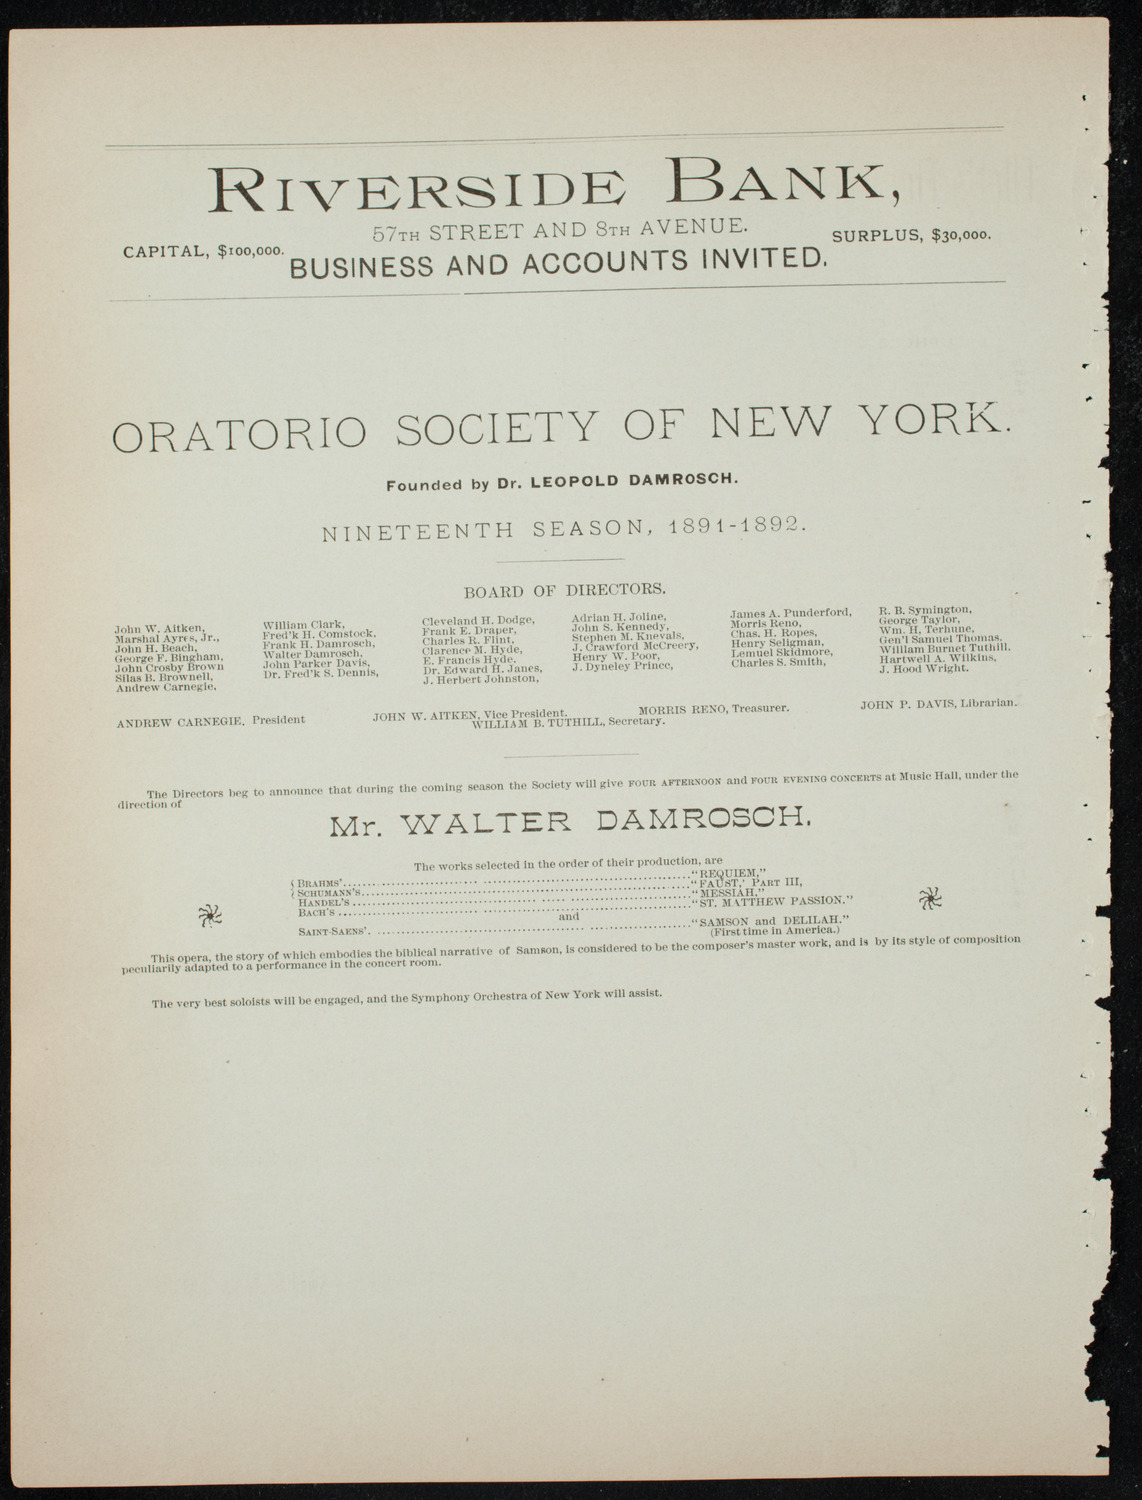 RIVERSIDE BANK,
57TH STREET AND 8TH AVENUE.
CAPITAL, $100,000.
SURPLUS, $30,000.
BUSINESS AND ACCOUNTS INVITED.
ORATORIO SOCIETY OF NEW YORK.
Founded by Dr. LEOPOLD DAMROSCH.
NINETEENTH SEASON, 1891-1892.
BOARD OF DIRECTORS.
John W. Aitken,
Marshal Ayres, Jr.,
John H. Beach,
George F. Bingham,
John Crosby Brown
Silas B. Brownell,
Andrew Carnegie.
William Clark,
Fred'k H. Comstock,
Frank H. Damrosch,
Walter Damrosch,
John Parker Davis,
Dr. Fred'k S. Dennis,
Cleveland H. Dodge,
Frank E. Draper,
Charles R. Flint,
Clarence M. Hyde,
E. Francis Hyde,
Dr. Edward H. Janes,
J. Herbert Johnston,
Adrian H. Joline,
John S. Kennedy,
Stephen M. Knevals,
J. Crawford McCreery,
Henry W. Poor,
J. Dyneley Prince,
James A. Punderford,
Morris Reno,
Chas. H. Ropes,
Henry Seligman,
Lemuel Skidmore,
Charles S. Smith,
R. B. Symington,
George Taylor,
Wm. H. Terhune,
Gen'l Samuel Thomas,
William Burnet Tuthill.
Hartwell A. Wilkins,
J. Hood Wright.
ANDREW CARNEGIE. President
JOHN W. AITKEN, Vice President.
MORRIS RENO, Treasurer.
JOHN P. DAVIS, Librarian.
WILLIAM B. TUTHILL, Secretary.
The Directors beg to announce that during the coming season the Society will give FOUR AFTERNOON and FOUR EVENING CONCERTS at Music Hall, under the
direction of
Mr. WALTER DAMROSCH.
The works selected in the order of their production, are
{ BRAHMS'........"REQUIEM,"
{ SCHUMANN'S........"FAUST,' PART III,
HANDEL'S........"MESSIAH,"
BACH'S........"ST. MATTHEW PASSION."
and
SAINT-SAENS'........"SAMSON and DELILAH."
(First time in America.)
This opera, the story of which embodies the biblical narrative of Samson, is considered to be the composer's master work, and is by its style of composition
peculiarily adapted to a performance in the concert room.
The very best soloists will be engaged, and the Symphony Orchestra of New York will assist.